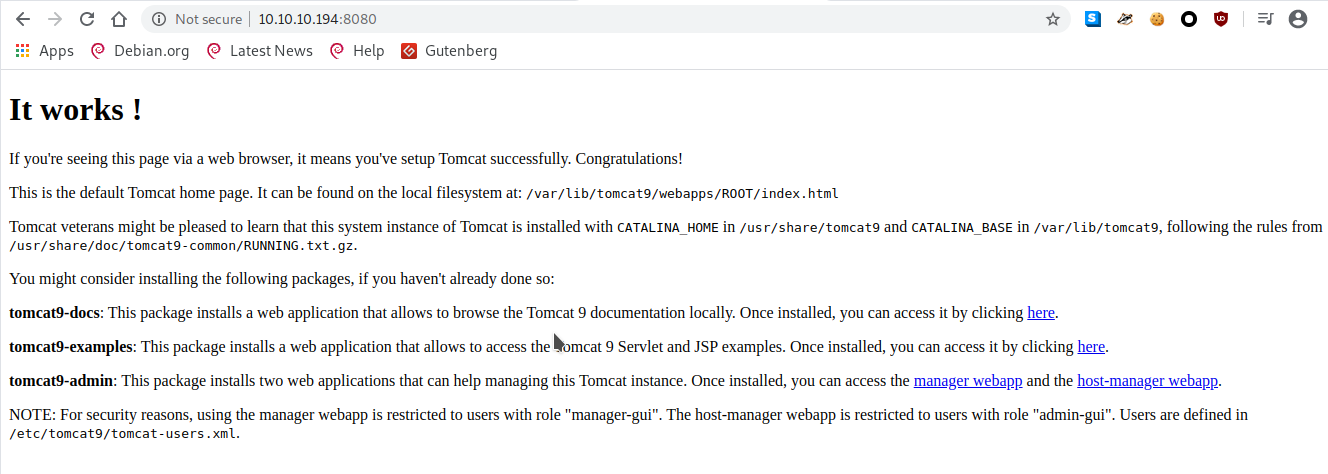 Not secure | 10.10.10.194:8080
Apps Debian.org Latest News Help Gutenberg
It works !
If you're seeing this page via a web browser, it means you've setup Tomcat successfully. Congratulations!
This is the default Tomcat home page. It can be found on the local filesystem at: /var/lib/tomcat9/webapps/ROOT/index.html
Tomcat veterans might be pleased to learn that this system instance of Tomcat is installed with CATALINA_HOME in /usr/share/tomcat9 and CATALINA_BASE in /var/lib/tomcat9, following the rules from
/usr/share/doc/tomcat9-common/RUNNING.txt.gz.
You might consider installing the following packages, if you haven't already done so:
tomcat9-docs: This package installs a web application that allows to browse the Tomcat 9 documentation locally. Once installed, you can access it by clicking here.
tomcat9-examples: This package installs a web application that allows to access the Tomcat 9 Servlet and JSP examples. Once installed, you can access it by clicking here.
tomcat9-admin: This package installs two web applications that can help managing this Tomcat instance. Once installed, you can access the manager webapp and the host-manager webapp.
NOTE: For security reasons, using the manager webapp is restricted to users with role "manager-gui". The host-manager webapp is restricted to users with role "admin-gui". Users are defined in
/etc/tomcat9/tomcat-users.xml.